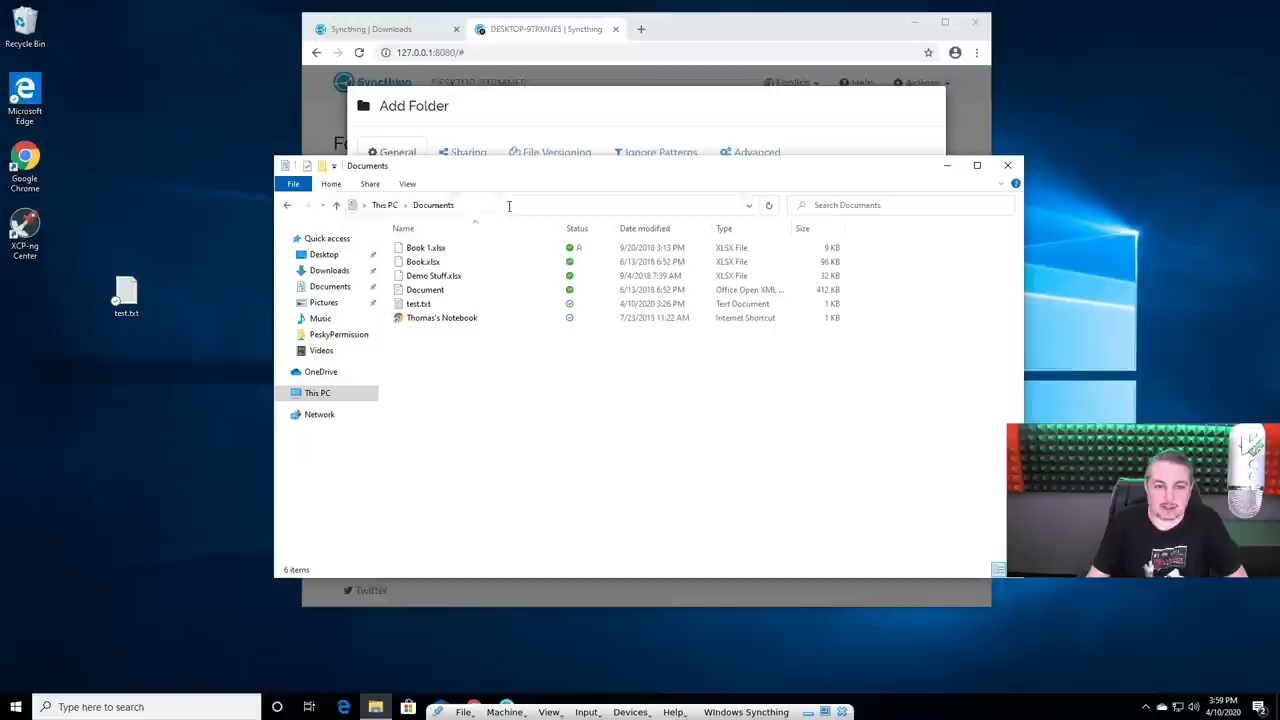 Recycle Bin
Microsoft
Edge
Google
Chrome
XCP-ng
Center
test.txt
Syncthing | Downloads
DESKTOP-9TRMNE5 | Syncthing
127.0.0.1:8080/#
Syncthing
DESKTOP-9TRMNE5
English
Help
Actions
Add Folder
General
Sharing
File Versioning
Ignore Patterns
Advanced
Documents
File
Home
Share
View
This PC
Documents
Search Documents
Name
Status
Date modified
Type
Size
Quick access
Desktop
Downloads
Documents
Pictures
Music
PeskyPermission
Videos
OneDrive
This PC
Network
Book 1.xlsx 9/20/2018 3:13 PM XLSX File 9 KB
Book.xlsx 6/13/2018 6:52 PM XLSX File 96 KB
Demo Stuff.xlsx 9/4/2018 7:39 AM XLSX File 32 KB
Document 6/13/2018 6:52 PM Office Open XML ... 412 KB
test.txt 4/10/2020 3:26 PM Text Document 1 KB
Thomas's Notebook 7/23/2015 11:22 AM Internet Shortcut 1 KB
6 items
Twitter
Type here to search
File
Machine
View
Input
Devices
Help
Windows Syncthing
3:59 PM
4/10/2020